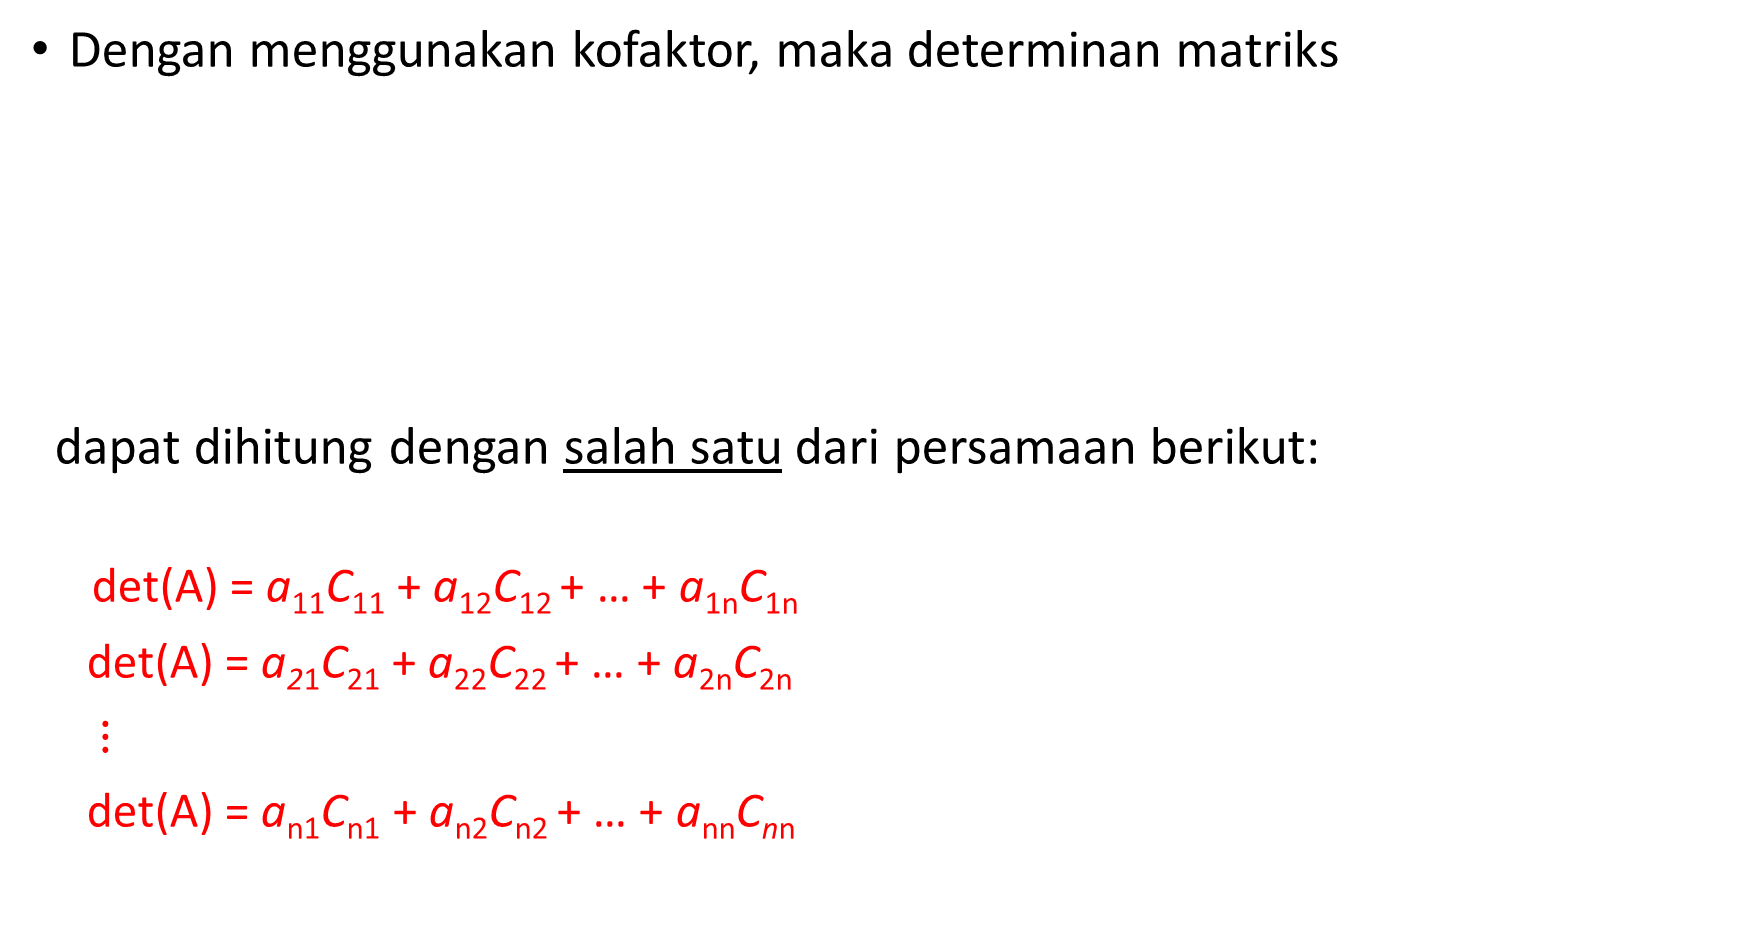 • Dengan menggunakan kofaktor, maka determinan matriks
dapat dihitung dengan salah satu dari persamaan berikut:
det(A) = a₁₁C₁₁ + a₁₂C₁₂ + … + a₁ₙC₁ₙ
det(A) = a₂₁C₂₁ + a₂₂C₂₂ + … + a₂ₙC₂ₙ
⋮
det(A) = aₙ₁Cₙ₁ + aₙ₂Cₙ₂ + … + aₙₙCₙₙ